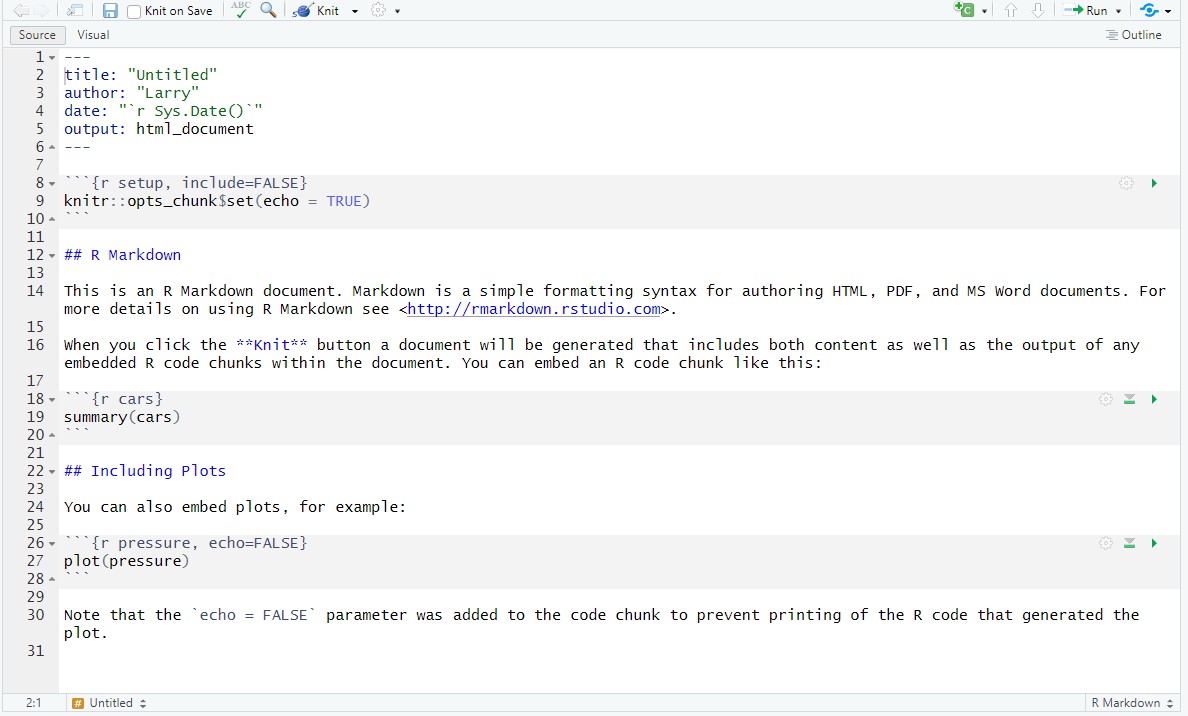 Knit on Save ABC Knit Run
Source Visual Outline
1 ---
2 title: "Untitled"
3 author: "Larry"
4 date: "`r Sys.Date()`"
5 output: html_document
6 ---
7
8 ```{r setup, include=FALSE}
9 knitr::opts_chunk$set(echo = TRUE)
10 ```
11
12 ## R Markdown
13
14 This is an R Markdown document. Markdown is a simple formatting syntax for authoring HTML, PDF, and MS Word documents. For
more details on using R Markdown see <http://rmarkdown.rstudio.com>.
15
16 When you click the **Knit** button a document will be generated that includes both content as well as the output of any
embedded R code chunks within the document. You can embed an R code chunk like this:
17
18 ```{r cars}
19 summary(cars)
20 ```
21
22 ## Including Plots
23
24 You can also embed plots, for example:
25
26 ```{r pressure, echo=FALSE}
27 plot(pressure)
28 ```
29
30 Note that the `echo = FALSE` parameter was added to the code chunk to prevent printing of the R code that generated the
plot.
31
2:1 # Untitled R Markdown